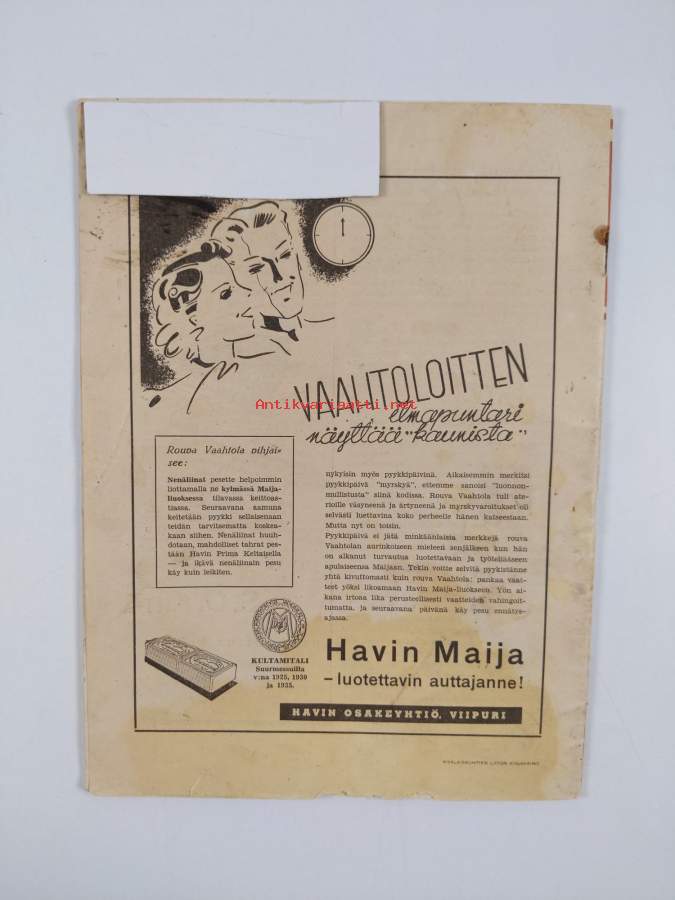 VAAHTOLOITTEN
Antikvariaatti.net
ilmapuntari
näyttää "kaunista"
Rouva Vaahtola vihjai-
see:
Nenäliinat pesette helpoimmin
liottamalla ne kylmässä Maija-
liuoksessa tilavassa keittoas-
tiassa. Seuraavana aamuna
keitetään pyykki sellaisenaan
teidän tarvitsematta koskea-
kaan siihen. Nenäliinat huuh-
dotaan, mahdolliset tahrat pes-
tään Havin Prima Keltaisella
— ja ikävä nenäliinain pesu
käy kuin leikiten.
nykyisin myös pyykkipäivinä. Aikaisemmin merkitsi
pyykkipäivä "myrskyä", ettemme sanoisi "luonnon-
mullistusta" siinä kodissa. Rouva Vaahtola tuli ate-
rioille väsyneenä ja ärtyneenä ja myrskyvaroitukset oli
selvästi luettavina koko perheelle hänen katseestaan.
Mutta nyt on toisin.
Pyykkipäivä ei jätä minkäänlaisia merkkejä rouva
Vaahtolan aurinkoiseen mieleen senjälkeen kun hän
on alkanut turvautua luotettavaan ja työteliääseen
apulaiseensa Maijaan. Tekin voitte selvitä pyykistänne
yhtä kivuttomasti kuin rouva Vaahtola: pankaa vaat-
teet yöksi likoamaan Havin Maija-liuokseen. Yön ai-
kana irtoaa lika perusteellisesti vaatteiden vahingoit-
tumatta, ja seuraavana päivänä käy pesu ennätys-
ajassa.
KULTAMITALI
Suurmessuilla
v:na 1925, 1930
ja 1935.
Havin Maija
– luotettavin auttajanne!
HAVIN OSAKEYHTIÖ, VIIPURI